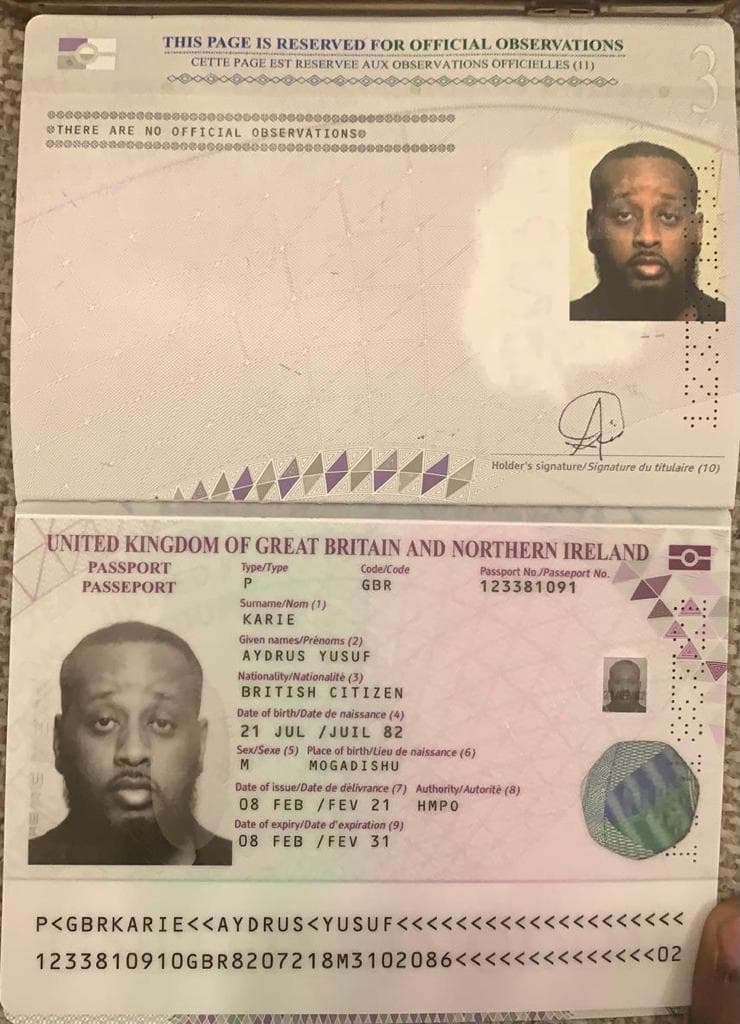 THIS PAGE IS RESERVED FOR OFFICIAL OBSERVATIONS
CETTE PAGE EST RESERVEE AUX OBSERVATIONS OFFICIELLES (11)
3
THERE ARE NO OFFICIAL OBSERVATIONS
Holder's signature/Signature du titulaire (10)
UNITED KINGDOM OF GREAT BRITAIN AND NORTHERN IRELAND
PASSPORT
PASSEPORT
Type/Type Code/Code Passport No./Passeport No.
P GBR 123381091
Surname/Nom (1)
KARIE
Given names/Prénoms (2)
AYDRUS YUSUF
Nationality/Nationalité (3)
BRITISH CITIZEN
Date of birth/Date de naissance (4)
21 JUL /JUIL 82
Sex/Sexe (5) Place of birth/Lieu de naissance (6)
M MOGADISHU
Date of issue/Date de délivrance (7) Authority/Autorité (8)
08 FEB /FEV 21 HMPO
Date of expiry/Date d'expiration (9)
08 FEB /FEV 31
P<GBRKARIE<<AYDRUS<YUSUF<<<<<<<<<<<<<<<<<<<<
1233810910GBR8207218M3102086<<<<<<<<<<<<<<02